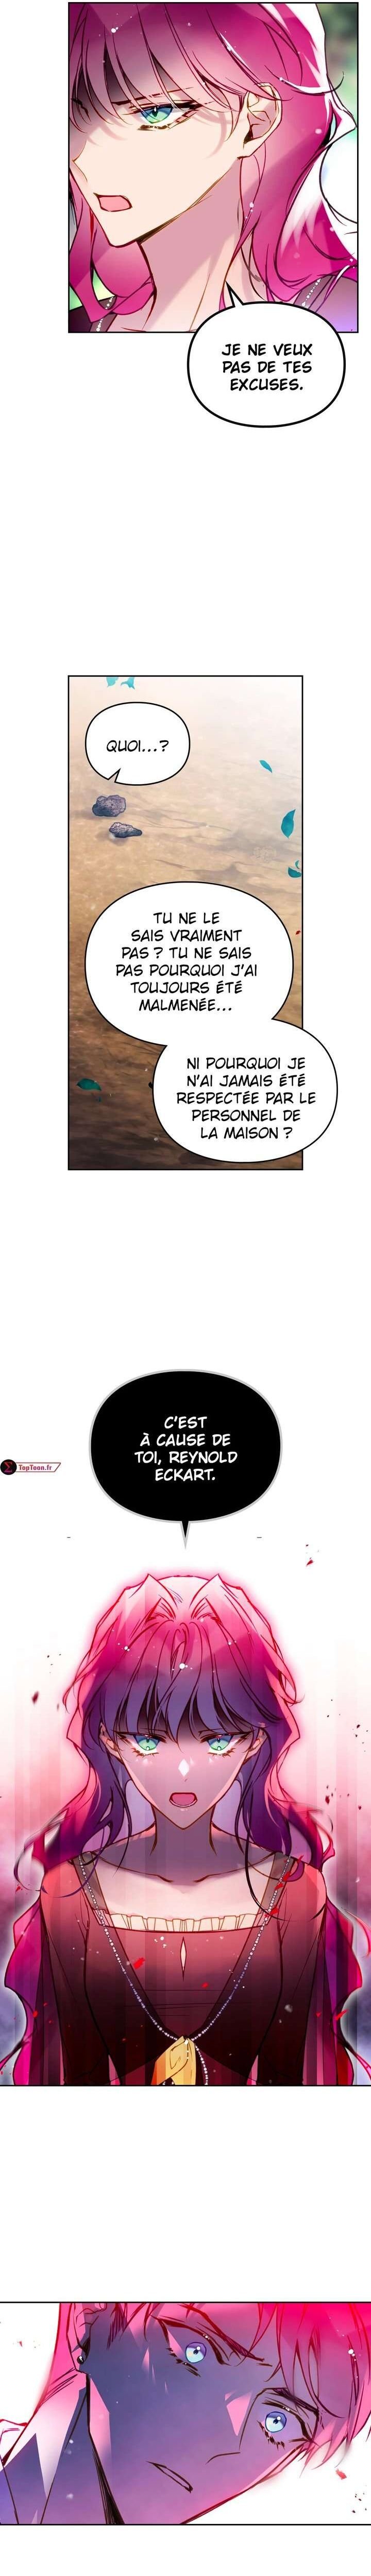 JE NE VEUX
PAS DE TES
EXCUSES.
QUOI...?
TU NE LE
SAIS VRAIMENT
PAS ? TU NE SAIS
PAS POURQUOI J'AI
TOUJOURS ÉTÉ
MALMENÉE...
NI POURQUOI JE
N'AI JAMAIS ÉTÉ
RESPECTÉE PAR LE
PERSONNEL DE
LA MAISON ?
C'EST
À CAUSE DE
TOI, REYNOLD
ECKART.
TopToon.fr